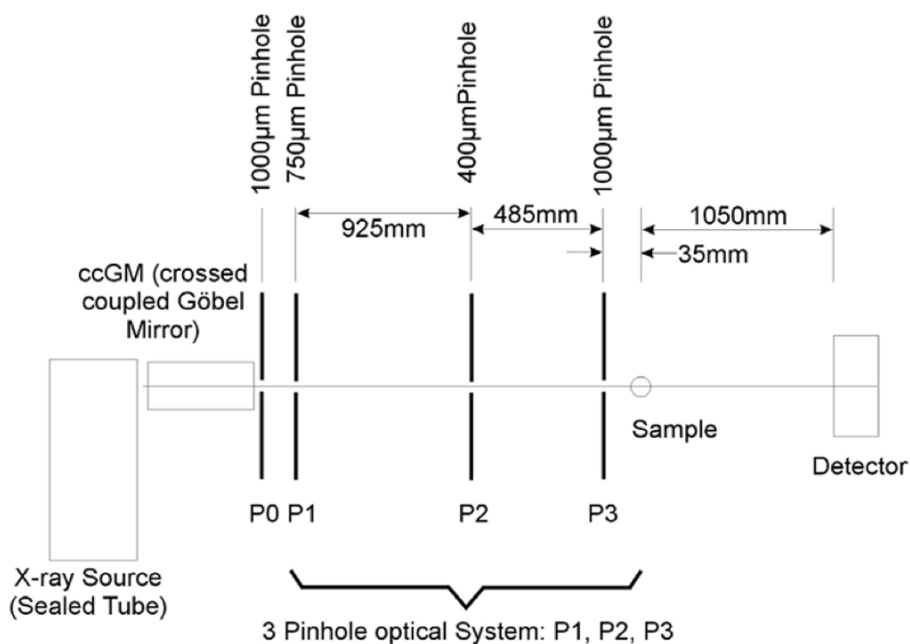 1000μm Pinhole
750μm Pinhole
400μmPinhole
1000μm Pinhole
925mm
485mm
1050mm
35mm
ccGM (crossed
coupled Göbel
Mirror)
Sample
Detector
P0
P1
P2
P3
X-ray Source
(Sealed Tube)
3 Pinhole optical System: P1, P2, P3